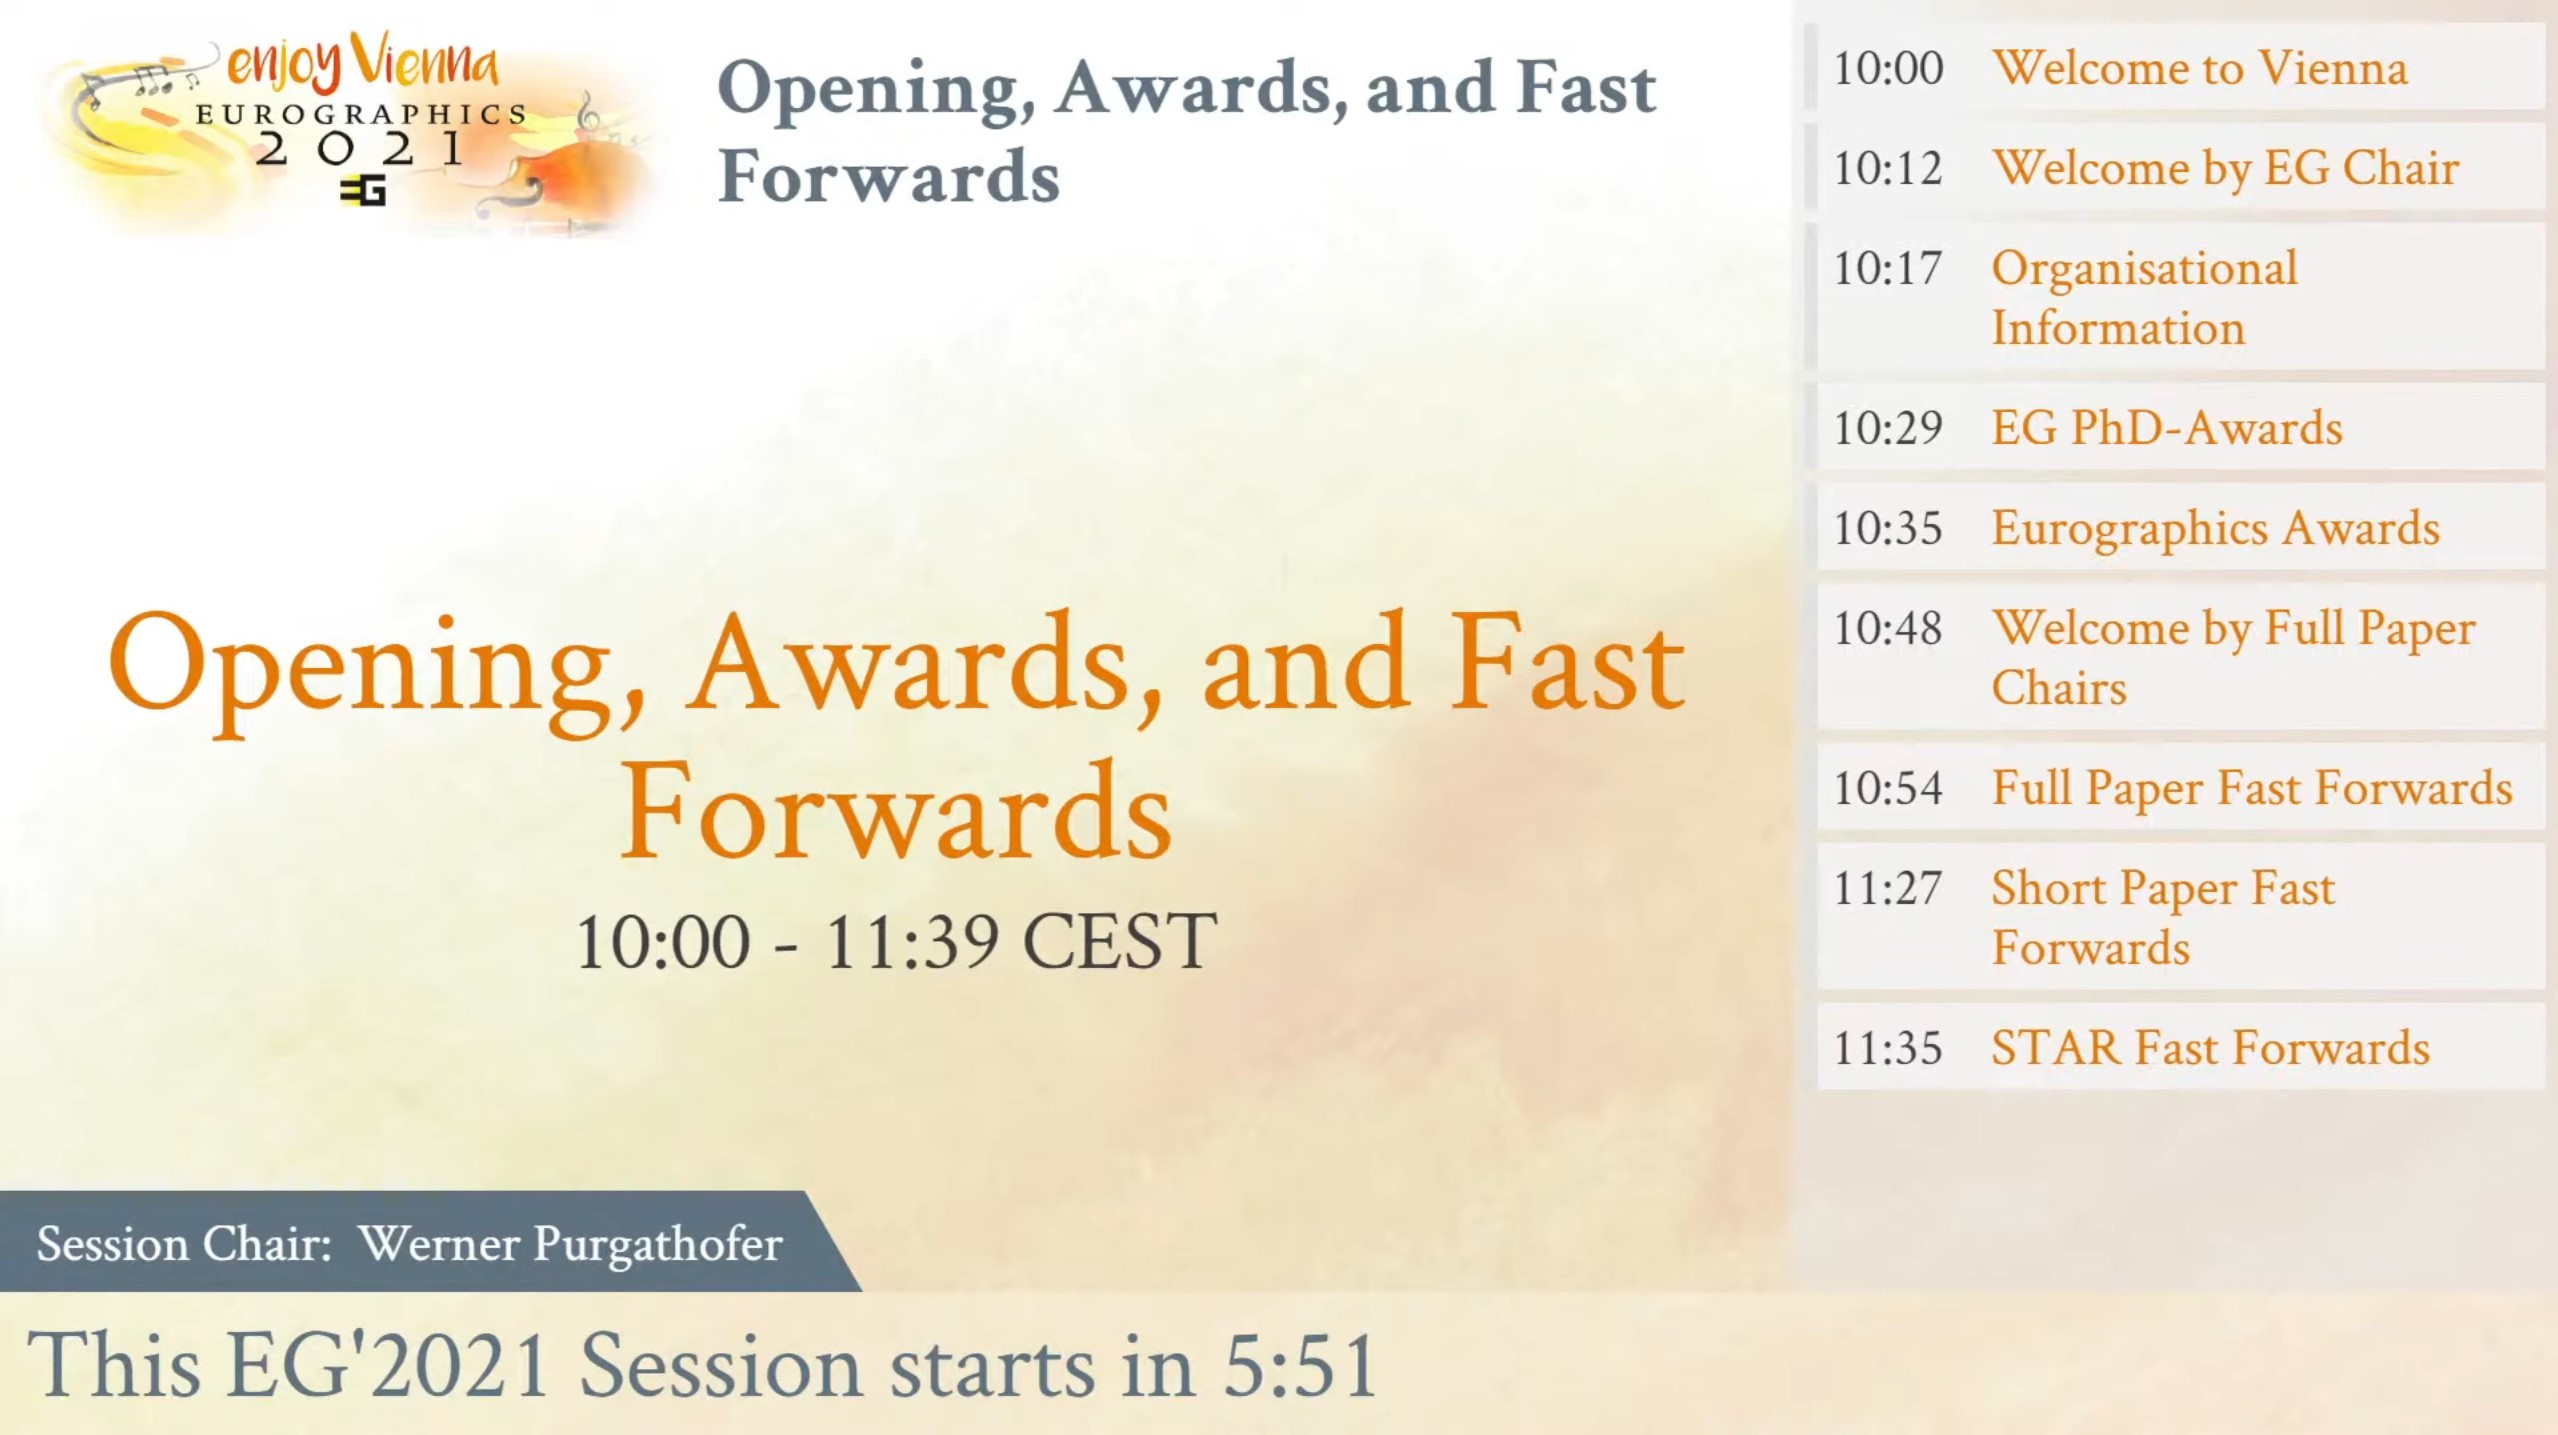 enjoy Vienna
EUROGRAPHICS
2021
EG
Opening, Awards, and Fast
Forwards
Opening, Awards, and Fast
Forwards
10:00 - 11:39 CEST
Session Chair: Werner Purgathofer
This EG'2021 Session starts in 5:51
10:00 Welcome to Vienna
10:12 Welcome by EG Chair
10:17 Organisational
Information
10:29 EG PhD-Awards
10:35 Eurographics Awards
10:48 Welcome by Full Paper
Chairs
10:54 Full Paper Fast Forwards
11:27 Short Paper Fast
Forwards
11:35 STAR Fast Forwards